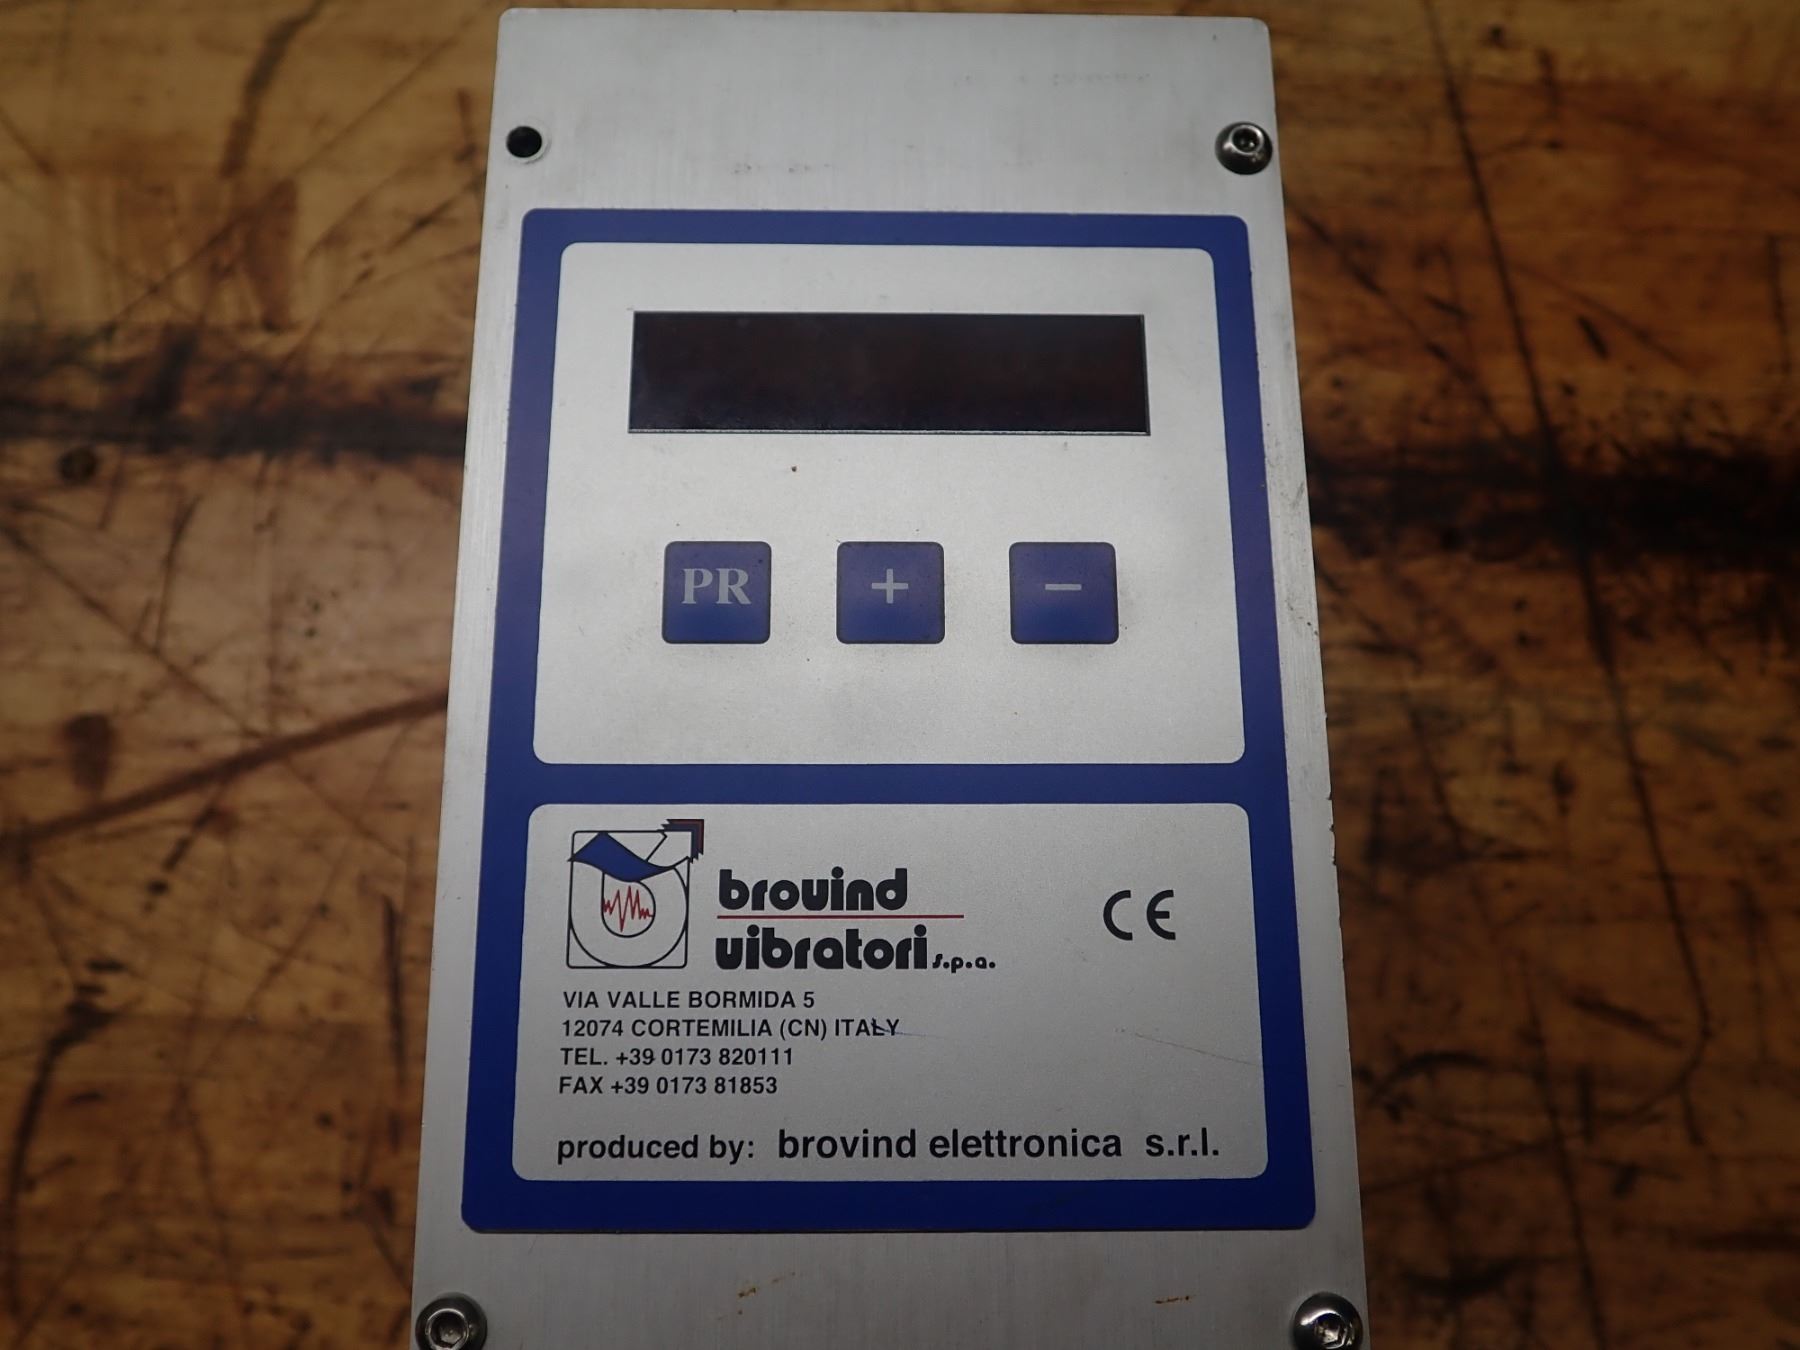 PR + −
brovind
vibratori s.p.a.
CE
VIA VALLE BORMIDA 5
12074 CORTEMILIA (CN) ITALY
TEL. +39 0173 820111
FAX +39 0173 81853
produced by: brovind elettronica s.r.l.